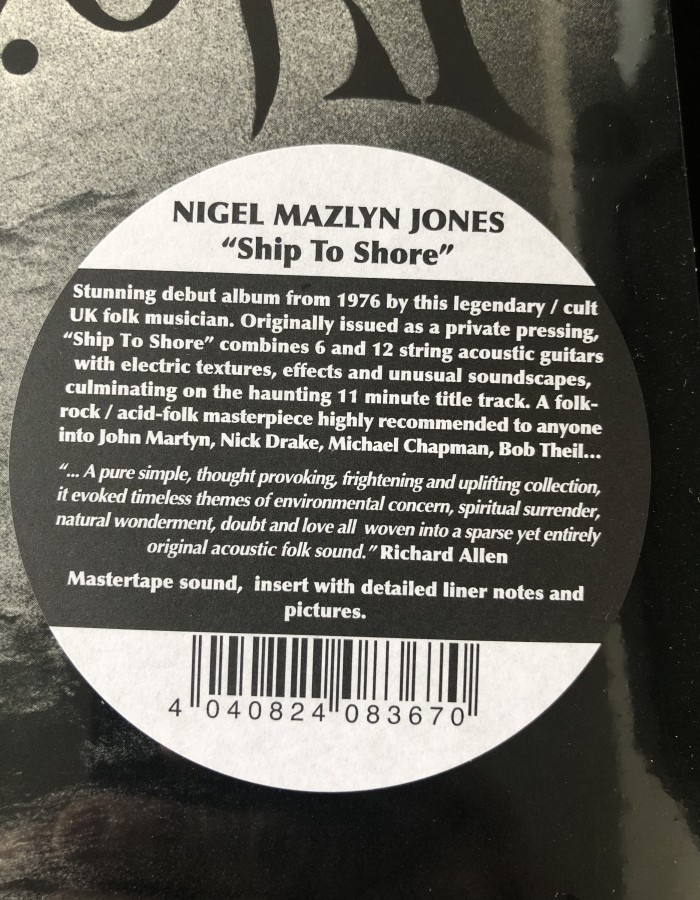 NIGEL MAZLYN JONES
“Ship To Shore”
Stunning debut album from 1976 by this legendary / cult
UK folk musician. Originally issued as a private pressing,
“Ship To Shore” combines 6 and 12 string acoustic guitars
with electric textures, effects and unusual soundscapes,
culminating on the haunting 11 minute title track. A folk-
rock / acid-folk masterpiece highly recommended to anyone
into John Martyn, Nick Drake, Michael Chapman, Bob Theil...
“... A pure simple, thought provoking, frightening and uplifting collection,
it evoked timeless themes of environmental concern, spiritual surrender,
natural wonderment, doubt and love all woven into a sparse yet entirely
original acoustic folk sound.” Richard Allen
Mastertape sound, insert with detailed liner notes and
pictures.
4 040824 083670